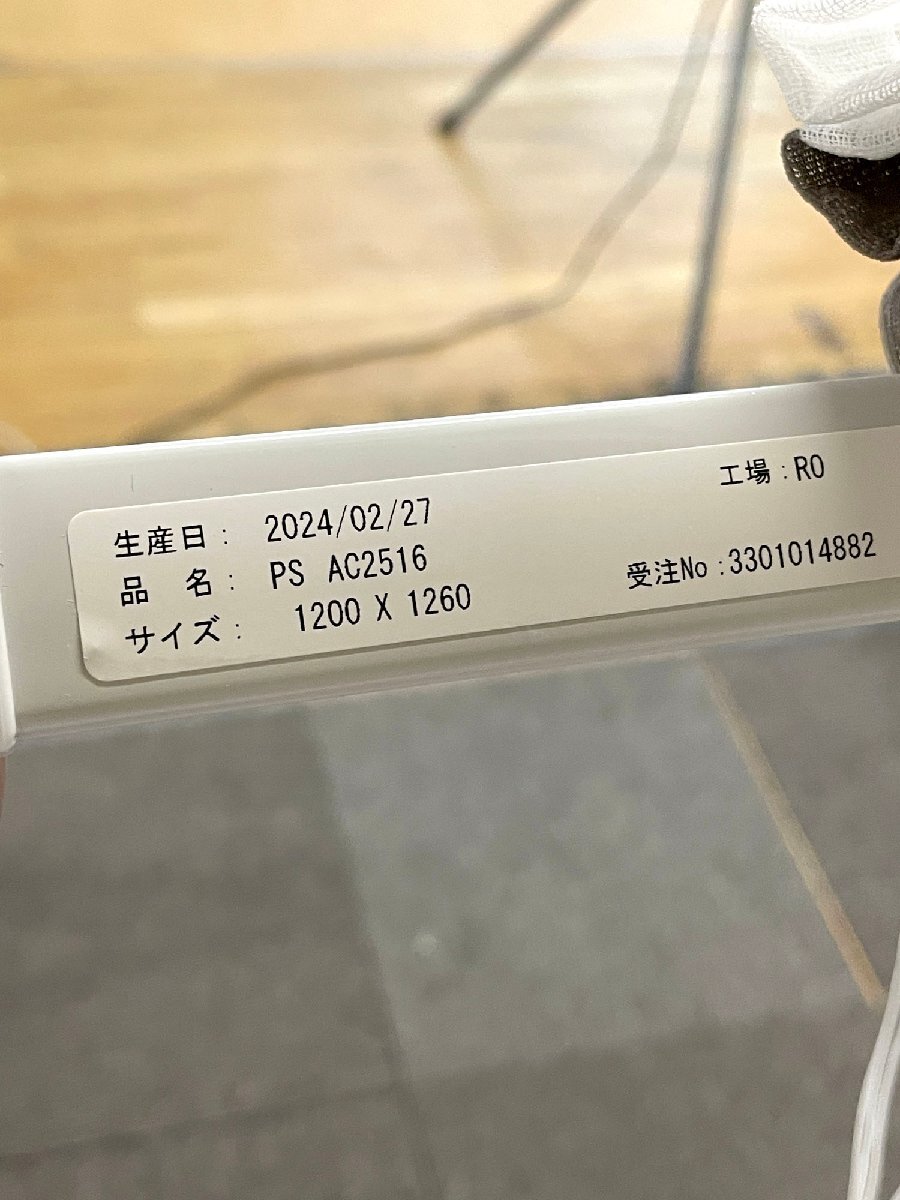 生産日： 2024/02/27
工場：RO
品 名： PS AC2516
受注No：3301014882
サイズ： 1200 X 1260